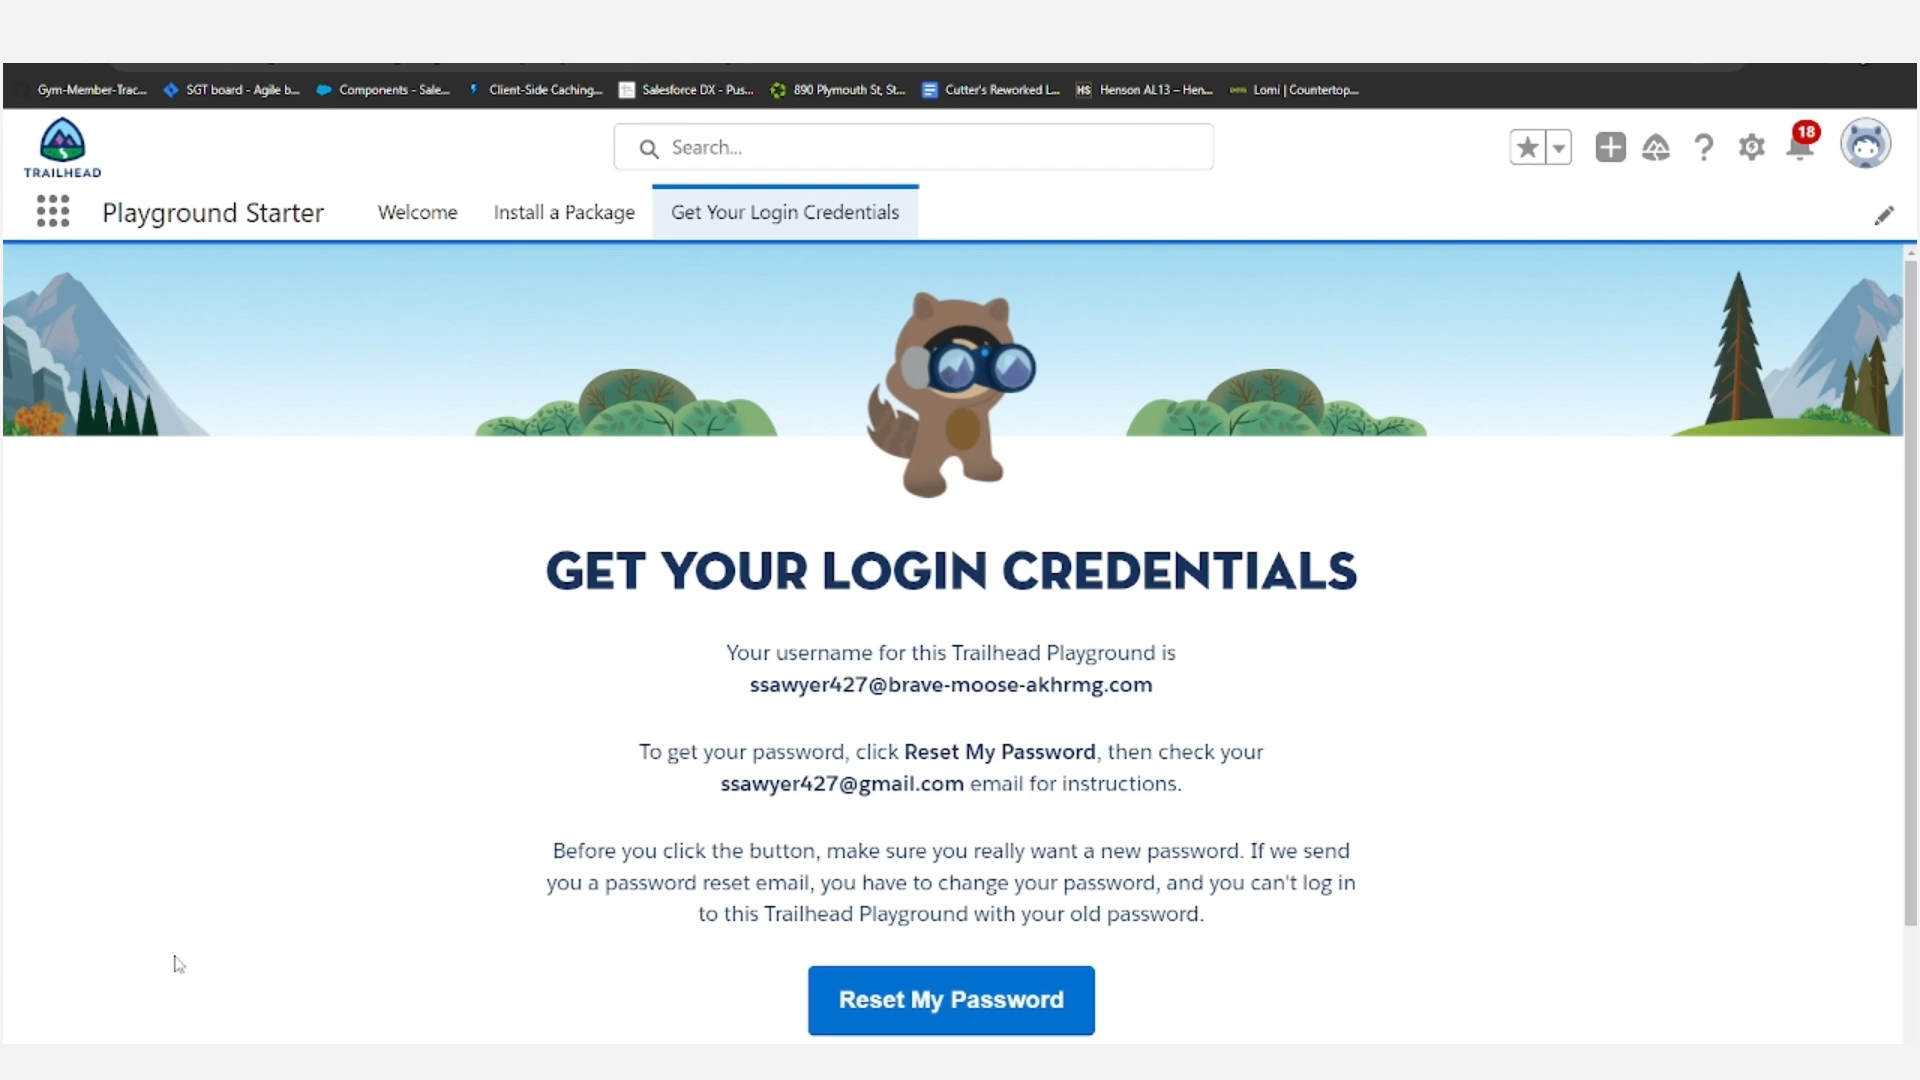 Gym-Member-Trac... SGT board - Agile b... Components - Sale... Client-Side Caching... Salesforce DX - Pus... 890 Plymouth St, St... Cutter's Reworked L... HS Henson AL13 – Hen... Lomi | Countertop...
TRAILHEAD
Search...
18
Playground Starter Welcome Install a Package Get Your Login Credentials
GET YOUR LOGIN CREDENTIALS
Your username for this Trailhead Playground is
ssawyer427@brave-moose-akhrmg.com
To get your password, click Reset My Password, then check your
ssawyer427@gmail.com email for instructions.
Before you click the button, make sure you really want a new password. If we send
you a password reset email, you have to change your password, and you can't log in
to this Trailhead Playground with your old password.
Reset My Password